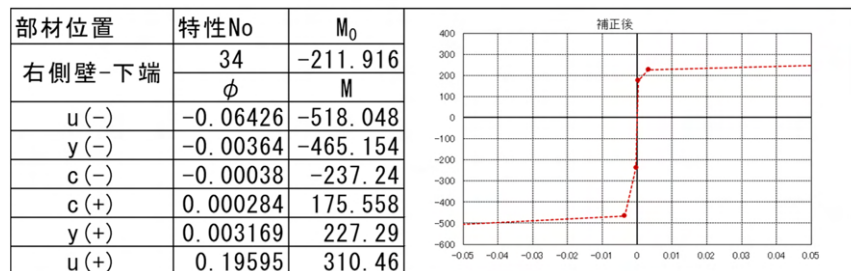 部材位置 特性No M₀
右側壁-下端 34 -211.916
φ M
u(-) -0.06426 -518.048
y(-) -0.00364 -465.154
c(-) -0.00038 -237.24
c(+) 0.000284 175.558
y(+) 0.003169 227.29
u(+) 0.19595 310.46
補正後
400
300
200
100
0
-100
-200
-300
-400
-500
-600
-0.05 -0.04 -0.03 -0.02 -0.01 0 0.01 0.02 0.03 0.04 0.05